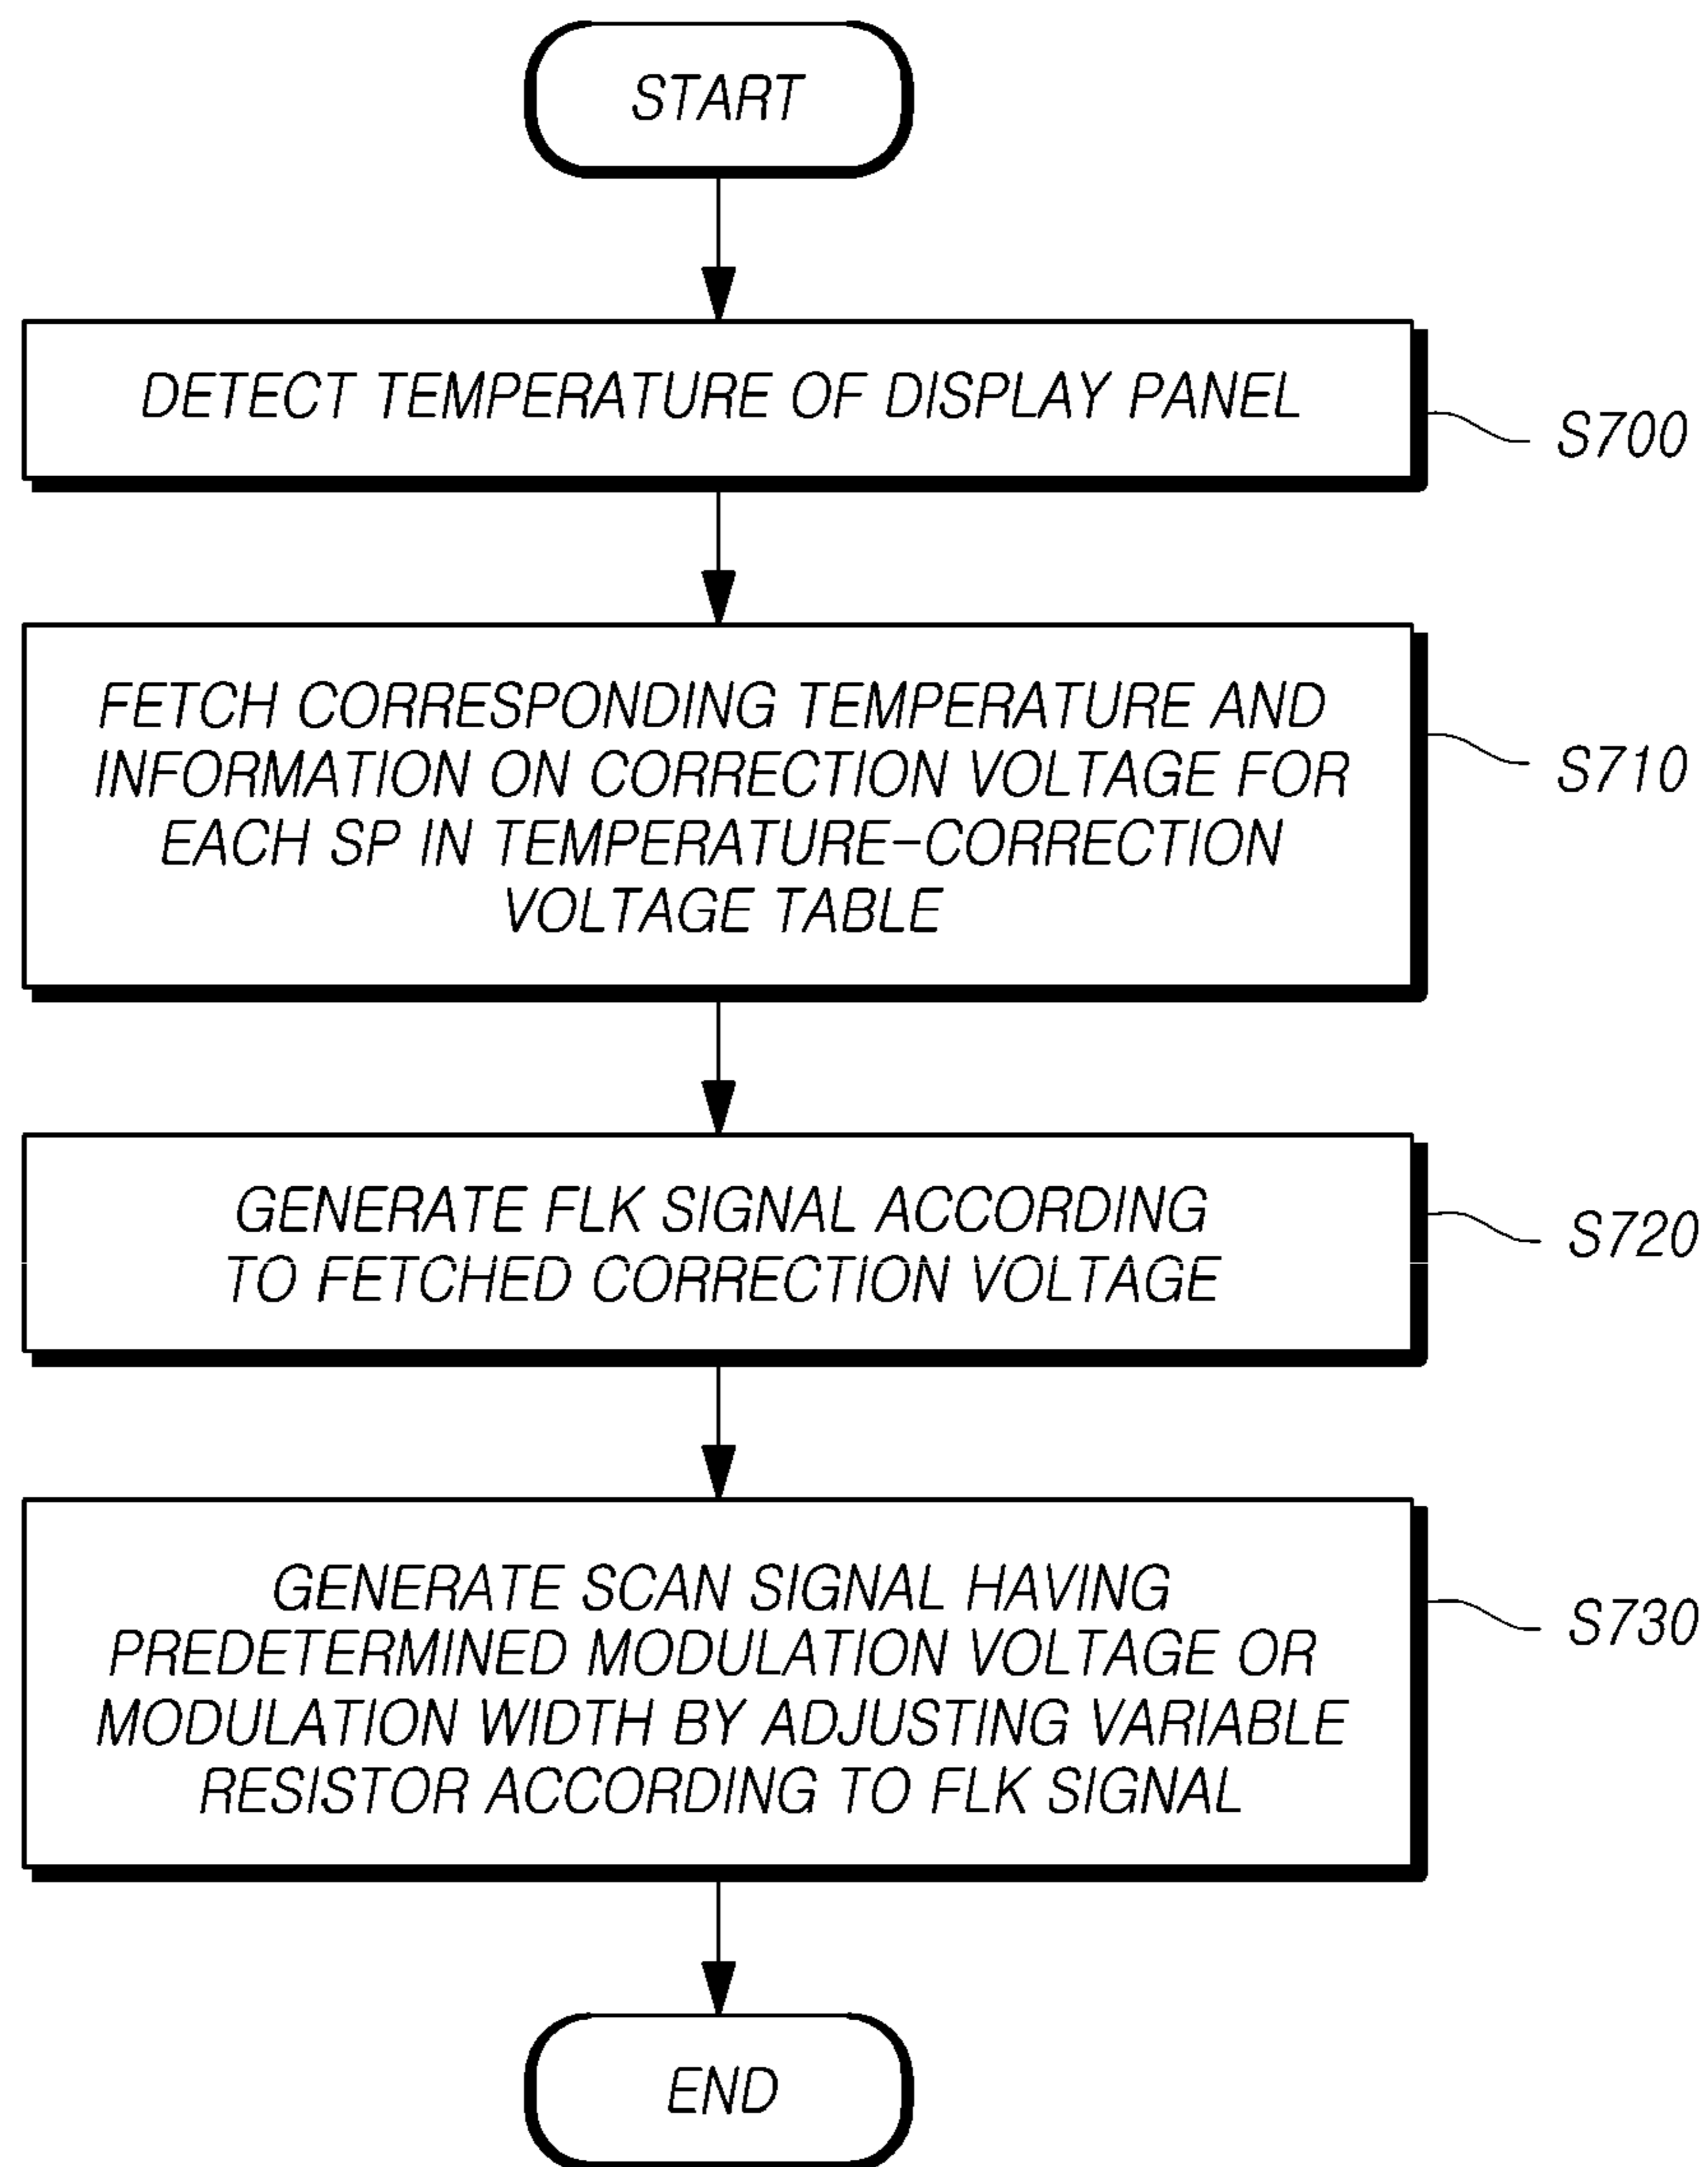 START
DETECT TEMPERATURE OF DISPLAY PANEL
S700
FETCH CORRESPONDING TEMPERATURE AND
INFORMATION ON CORRECTION VOLTAGE FOR
EACH SP IN TEMPERATURE-CORRECTION
VOLTAGE TABLE
S710
GENERATE FLK SIGNAL ACCORDING
TO FETCHED CORRECTION VOLTAGE
S720
GENERATE SCAN SIGNAL HAVING
PREDETERMINED MODULATION VOLTAGE OR
MODULATION WIDTH BY ADJUSTING VARIABLE
RESISTOR ACCORDING TO FLK SIGNAL
S730
END